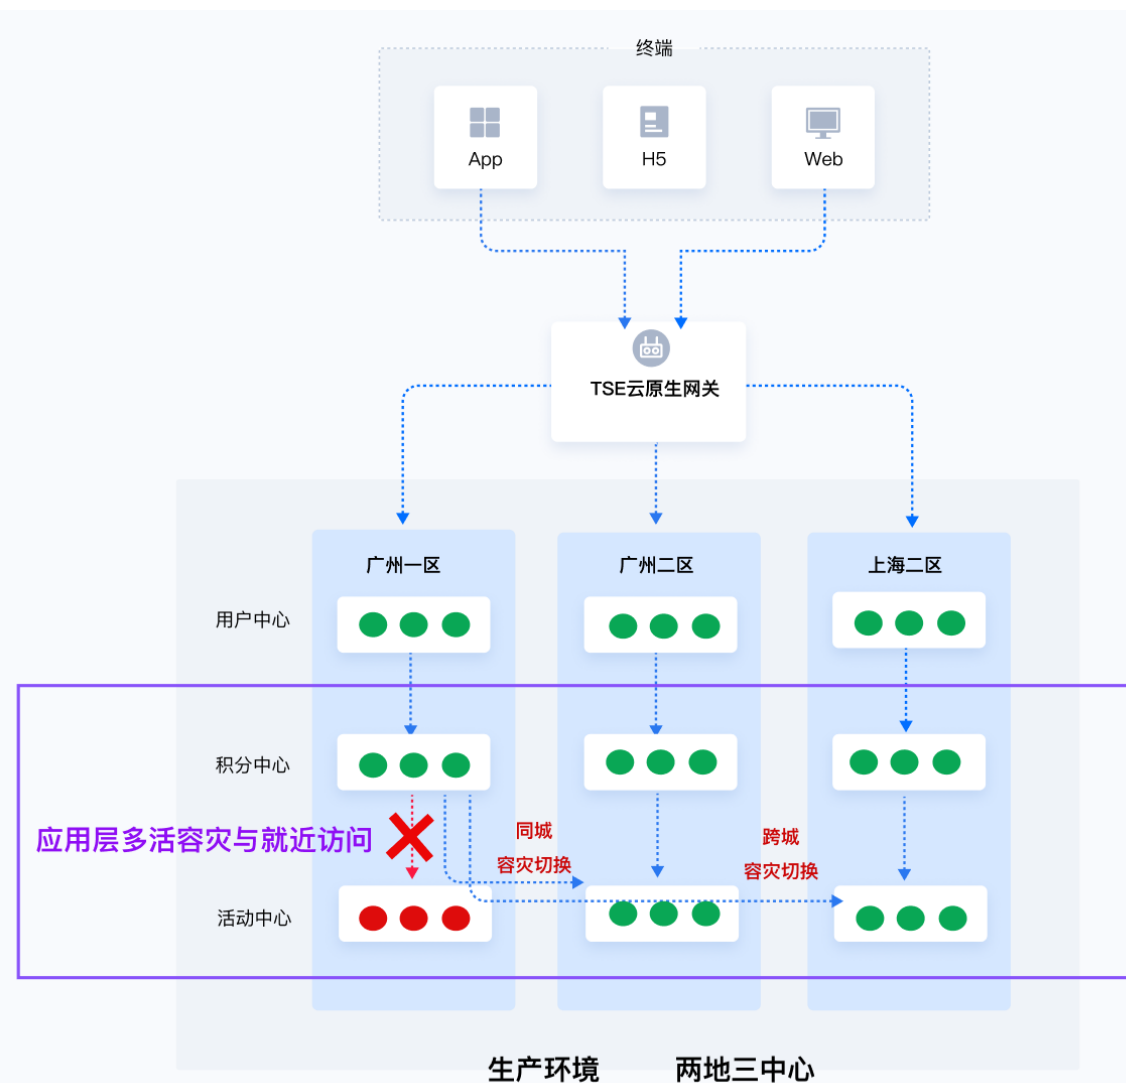 终端
App
H5
Web
TSE云原生网关
广州一区
广州二区
上海二区
用户中心
积分中心
应用层多活容灾与就近访问
同城
容灾切换
跨城
容灾切换
活动中心
生产环境
两地三中心